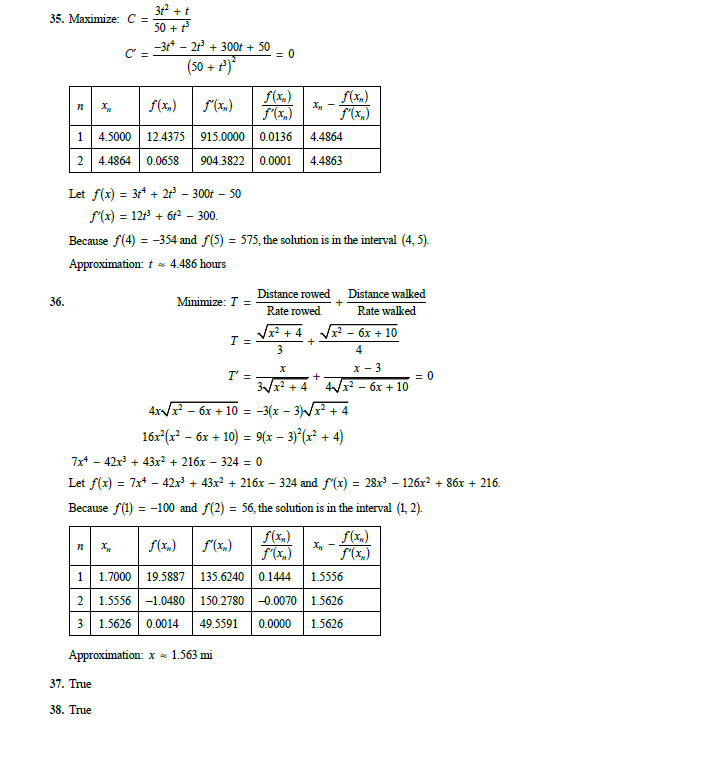 35. Maximize: C = (3t² + t)/(50 + t³)
C′ = (−3t⁴ − 2t³ + 300t + 50)/(50 + t³)² = 0
n xₙ f(xₙ) f′(xₙ) f(xₙ)/f′(xₙ) xₙ − f(xₙ)/f′(xₙ)
1 4.5000 12.4375 915.0000 0.0136 4.4864
2 4.4864 0.0658 904.3822 0.0001 4.4863
Let f(x) = 3t⁴ + 2t³ − 300t − 50
f′(x) = 12t³ + 6t² − 300.
Because f(4) = −354 and f(5) = 575, the solution is in the interval (4, 5).
Approximation: t ≈ 4.486 hours
36. Minimize: T = Distance rowed/Rate rowed + Distance walked/Rate walked
T = √(x² + 4)/3 + √(x² − 6x + 10)/4
T′ = x/(3√(x² + 4)) + (x − 3)/(4√(x² − 6x + 10)) = 0
4x√(x² − 6x + 10) = −3(x − 3)√(x² + 4)
16x²(x² − 6x + 10) = 9(x − 3)²(x² + 4)
7x⁴ − 42x³ + 43x² + 216x − 324 = 0
Let f(x) = 7x⁴ − 42x³ + 43x² + 216x − 324 and f′(x) = 28x³ − 126x² + 86x + 216.
Because f(1) = −100 and f(2) = 56, the solution is in the interval (1, 2).
n xₙ f(xₙ) f′(xₙ) f(xₙ)/f′(xₙ) xₙ − f(xₙ)/f′(xₙ)
1 1.7000 19.5887 135.6240 0.1444 1.5556
2 1.5556 −1.0480 150.2780 −0.0070 1.5626
3 1.5626 0.0014 49.5591 0.0000 1.5626
Approximation: x ≈ 1.563 mi
37. True
38. True